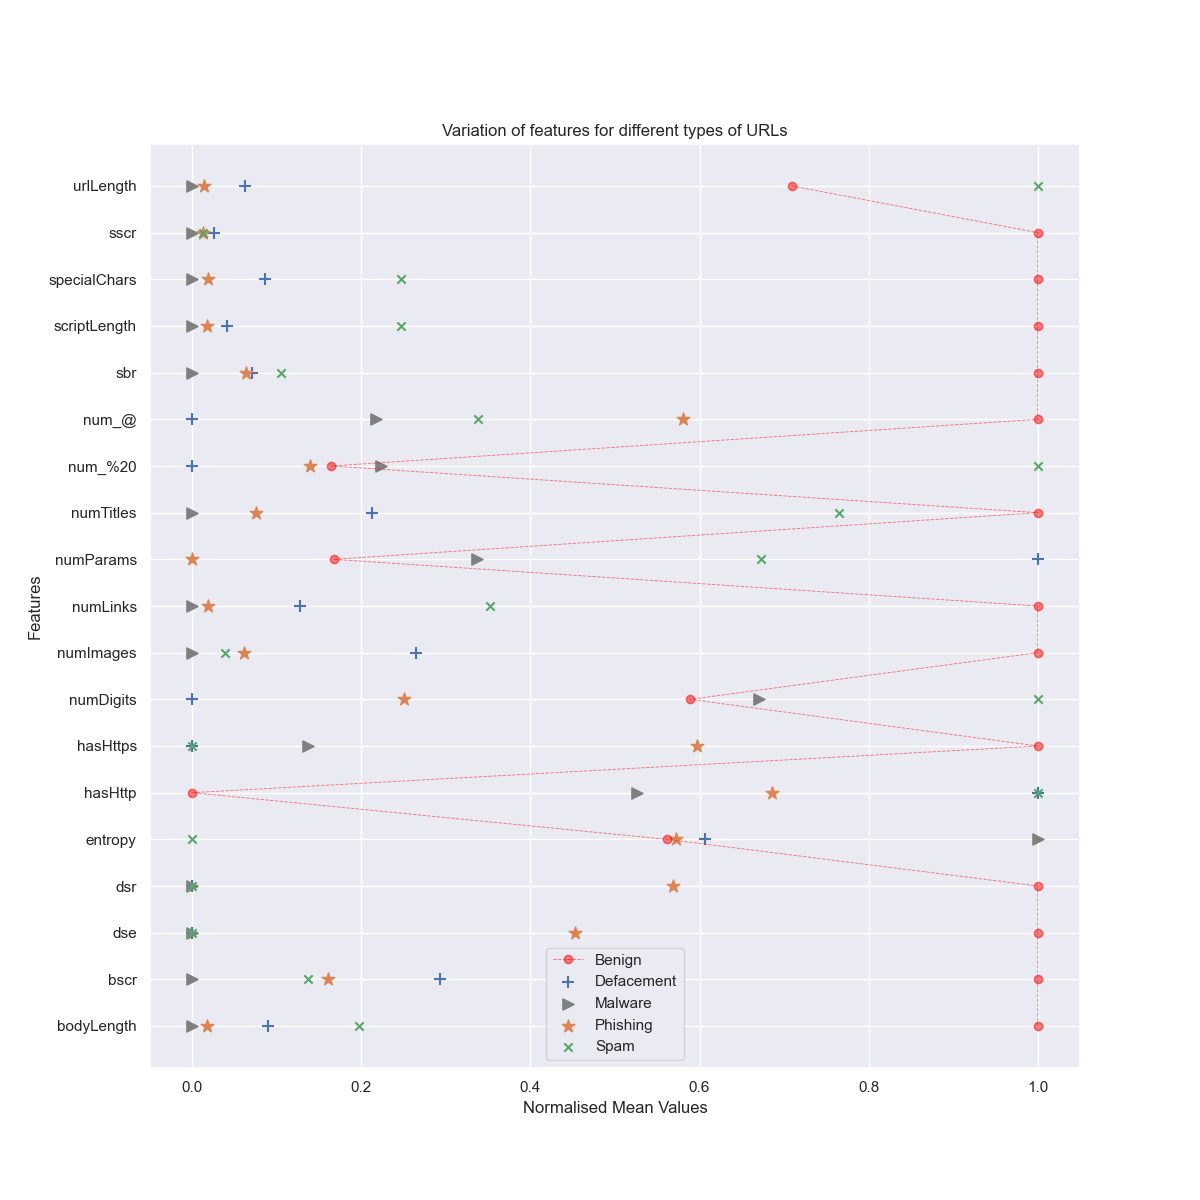 Variation of features for different types of URLs
urlLength
sscr
specialChars
scriptLength
sbr
num_@
num_%20
numTitles
numParams
numLinks
numImages
numDigits
hasHttps
hasHttp
entropy
dsr
dse
bscr
bodyLength
Features
Benign
Defacement
Malware
Phishing
Spam
0.0 0.2 0.4 0.6 0.8 1.0
Normalised Mean Values